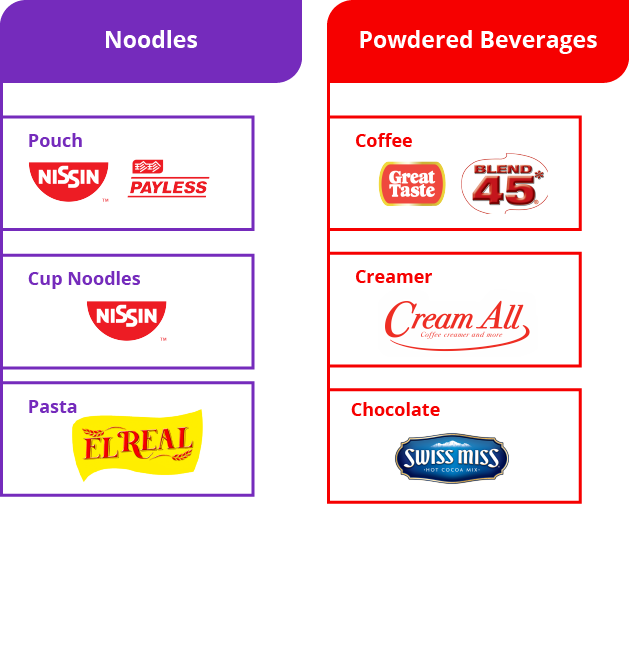 Noodles
Pouch
NISSIN
TM
PAYLESS
Cup Noodles
NISSIN
TM
Pasta
EL REAL
Powdered Beverages
Coffee
Great
Taste
BLEND
45*
Creamer
Cream All
Coffee creamer and more
Chocolate
SWISS MISS
·HOT COCOA MIX·